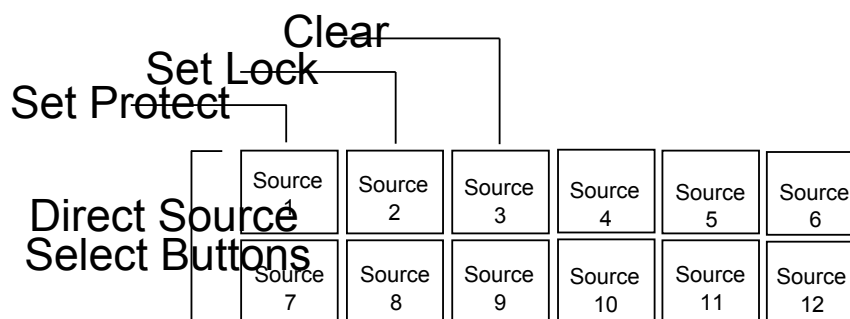 Clear
Set Lock
Set Protect
Direct Source
Select Buttons
Source
1
Source
2
Source
3
Source
4
Source
5
Source
6
Source
7
Source
8
Source
9
Source
10
Source
11
Source
12